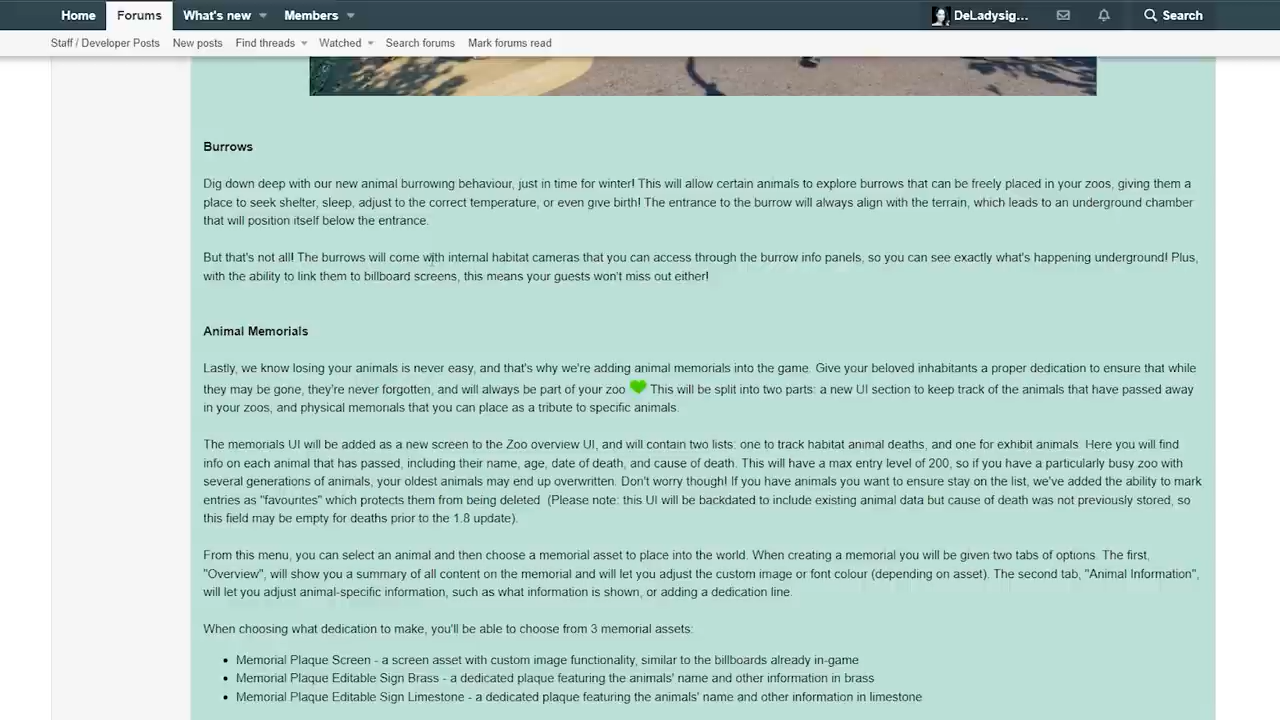 Home Forums What's new Members DeLadysig... Search
Staff / Developer Posts New posts Find threads Watched Search forums Mark forums read
Burrows
Dig down deep with our new animal burrowing behaviour, just in time for winter! This will allow certain animals to explore burrows that can be freely placed in your zoos, giving them a
place to seek shelter, sleep, adjust to the correct temperature, or even give birth! The entrance to the burrow will always align with the terrain, which leads to an underground chamber
that will position itself below the entrance.
But that's not all! The burrows will come with internal habitat cameras that you can access through the burrow info panels, so you can see exactly what's happening underground! Plus,
with the ability to link them to billboard screens, this means your guests won't miss out either!
Animal Memorials
Lastly, we know losing your animals is never easy, and that's why we're adding animal memorials into the game. Give your beloved inhabitants a proper dedication to ensure that while
they may be gone, they're never forgotten, and will always be part of your zoo 💚 This will be split into two parts: a new UI section to keep track of the animals that have passed away
in your zoos, and physical memorials that you can place as a tribute to specific animals.
The memorials UI will be added as a new screen to the Zoo overview UI, and will contain two lists: one to track habitat animal deaths, and one for exhibit animals. Here you will find
info on each animal that has passed, including their name, age, date of death, and cause of death. This will have a max entry level of 200, so if you have a particularly busy zoo with
several generations of animals, your oldest animals may end up overwritten. Don't worry though! If you have animals you want to ensure stay on the list, we've added the ability to mark
entries as "favourites" which protects them from being deleted (Please note: this UI will be backdated to include existing animal data but cause of death was not previously stored, so
this field may be empty for deaths prior to the 1.8 update).
From this menu, you can select an animal and then choose a memorial asset to place into the world. When creating a memorial you will be given two tabs of options. The first,
"Overview", will show you a summary of all content on the memorial and will let you adjust the custom image or font colour (depending on asset). The second tab, "Animal Information",
will let you adjust animal-specific information, such as what information is shown, or adding a dedication line.
When choosing what dedication to make, you'll be able to choose from 3 memorial assets:
• Memorial Plaque Screen - a screen asset with custom image functionality, similar to the billboards already in-game
• Memorial Plaque Editable Sign Brass - a dedicated plaque featuring the animals' name and other information in brass
• Memorial Plaque Editable Sign Limestone - a dedicated plaque featuring the animals' name and other information in limestone